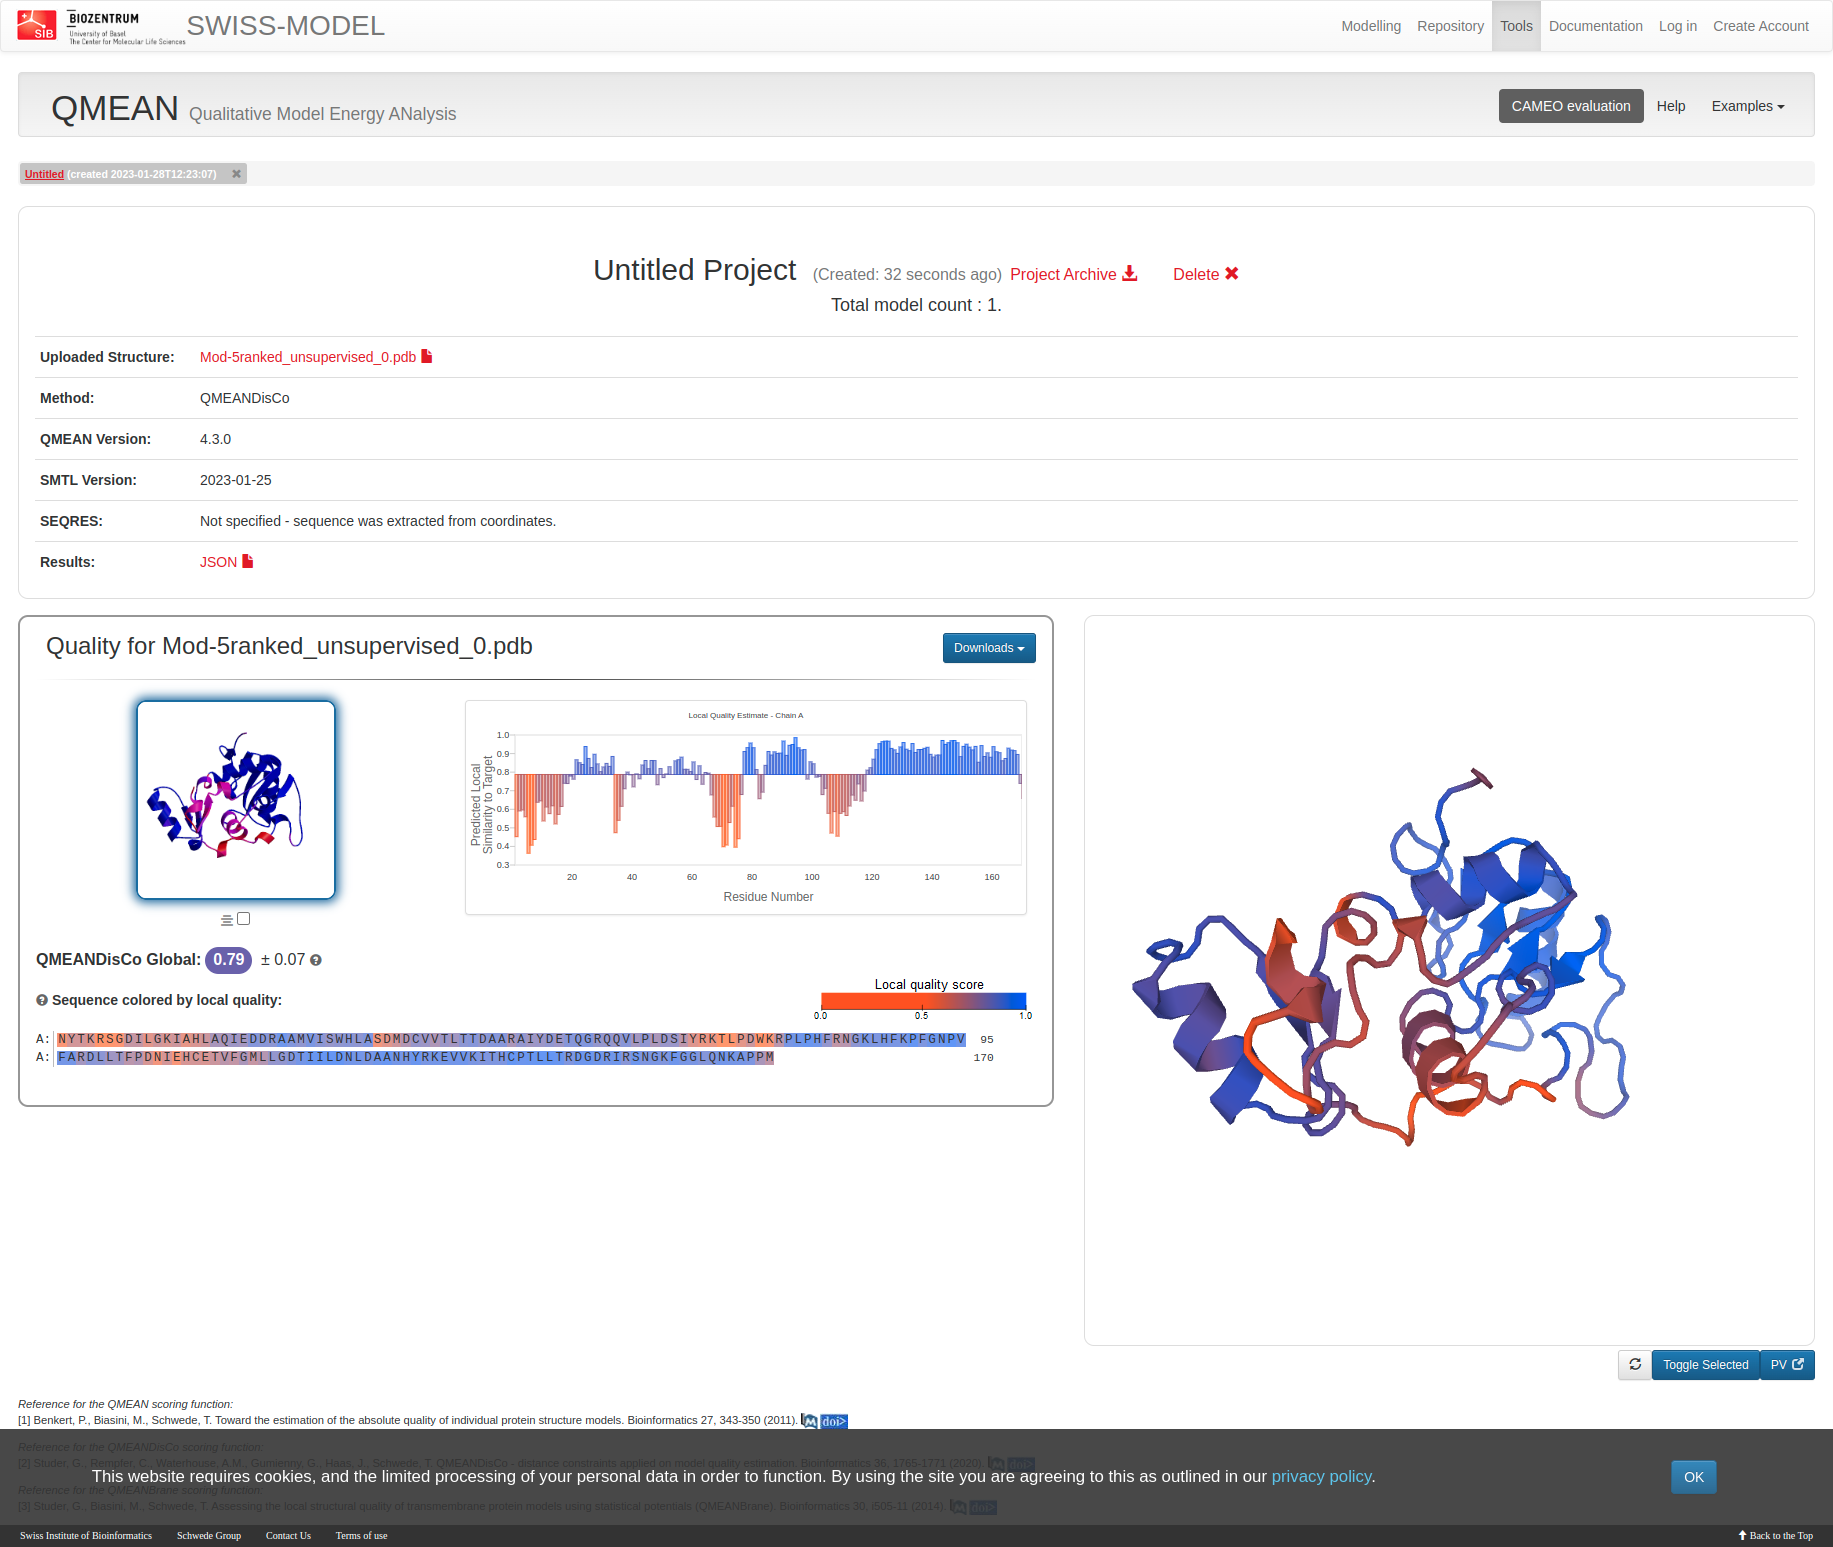 SIB
BIOZENTRUM
University of Basel
The Center for Molecular Life Sciences
SWISS-MODEL
Modelling Repository Tools Documentation Log in Create Account
QMEAN Qualitative Model Energy ANalysis
CAMEO evaluation Help Examples
Untitled (created 2023-01-28T12:23:07)
Untitled Project (Created: 32 seconds ago) Project Archive Delete
Total model count : 1.
Uploaded Structure: Mod-5ranked_unsupervised_0.pdb
Method: QMEANDisCo
QMEAN Version: 4.3.0
SMTL Version: 2023-01-25
SEQRES: Not specified - sequence was extracted from coordinates.
Results: JSON
Quality for Mod-5ranked_unsupervised_0.pdb
Downloads
Local Quality Estimate - Chain A
Predicted Local
Similarity to Target
1.0
0.9
0.8
0.7
0.6
0.5
0.4
0.3
20 40 60 80 100 120 140 160
Residue Number
QMEANDisCo Global: 0.79 ± 0.07
Sequence colored by local quality:
Local quality score
0.0 0.5 1.0
A: NYTKRSGDILGKIAHLAQIEDDRAAMVISWHLASDMDCVVTLTTDAARAIYDETQGRQQVLPLDSIYRKTLPDWKRPLPHFRNGKLHFKPFGNPV 95
A: FARDLLTFPDNIEHCETVFGMLLGDTIILDNLDAANHYRKEVVKITHCPTLLTRDGDRIRSNGKFGGLQNKAPPM 170
Toggle Selected PV
Reference for the QMEAN scoring function:
[1] Benkert, P., Biasini, M., Schwede, T. Toward the estimation of the absolute quality of individual protein structure models. Bioinformatics 27, 343-350 (2011). doi>
Reference for the QMEANDisCo scoring function:
[2] Studer, G., Rempfer, C., Waterhouse, A.M., Gumienny, G., Haas, J., Schwede, T. QMEANDisCo - distance constraints applied on model quality estimation. Bioinformatics 36, 1765-1771 (2020). doi>
This website requires cookies, and the limited processing of your personal data in order to function. By using the site you are agreeing to this as outlined in our privacy policy.
OK
Reference for the QMEANBrane scoring function:
[3] Studer, G., Biasini, M., Schwede, T. Assessing the local structural quality of transmembrane protein models using statistical potentials (QMEANBrane). Bioinformatics 30, i505-11 (2014). doi>
Swiss Institute of Bioinformatics Schwede Group Contact Us Terms of use Back to the Top